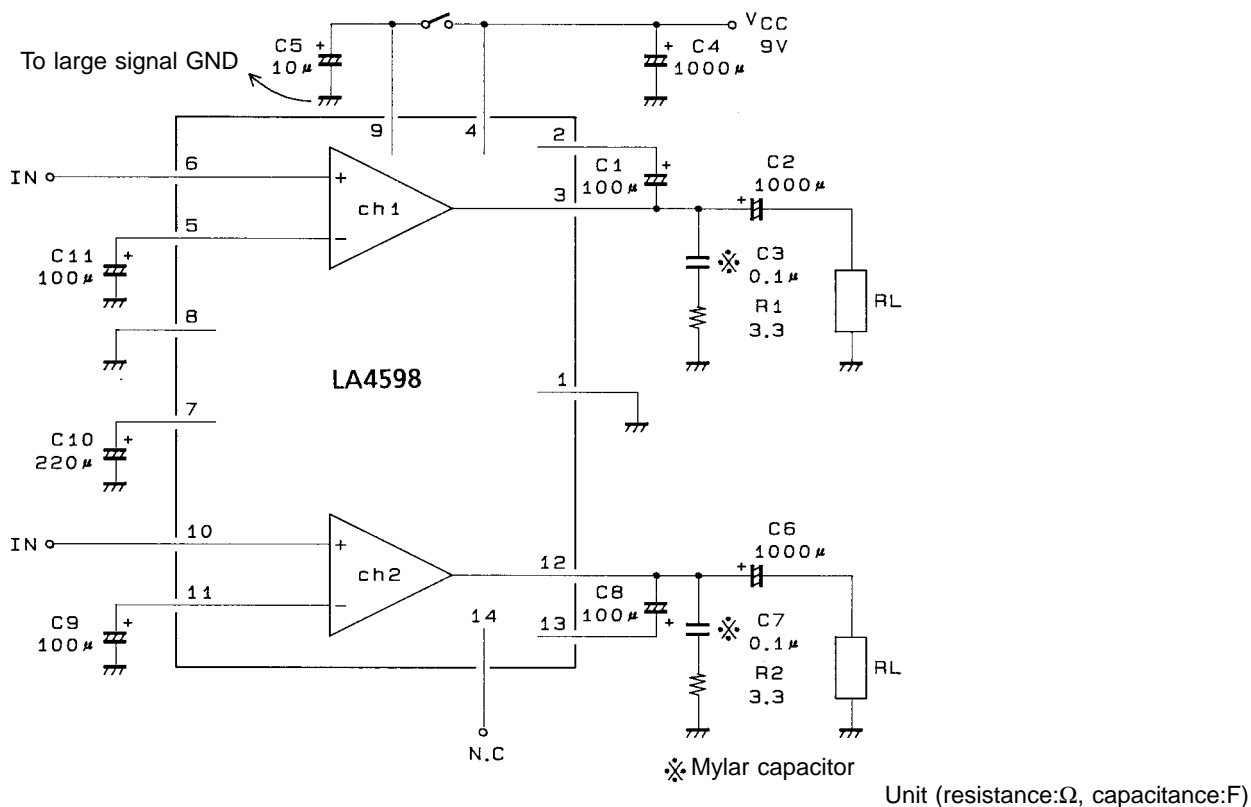 VCC
9V
C5
10μ
C4
1000μ
To large signal GND
9
4
2
6
IN
+
ch1
−
C1
100μ
3
C2
1000μ
5
C11
100μ
※
C3
0.1μ
R1
3.3
RL
8
LA4598
1
7
C10
220μ
10
IN
+
ch2
−
12
C6
1000μ
11
C9
100μ
14
13
C8
100μ
※
C7
0.1μ
R2
3.3
RL
N.C
※ Mylar capacitor
Unit (resistance:Ω, capacitance:F)
+
+
+
+
+
+
+
+
+